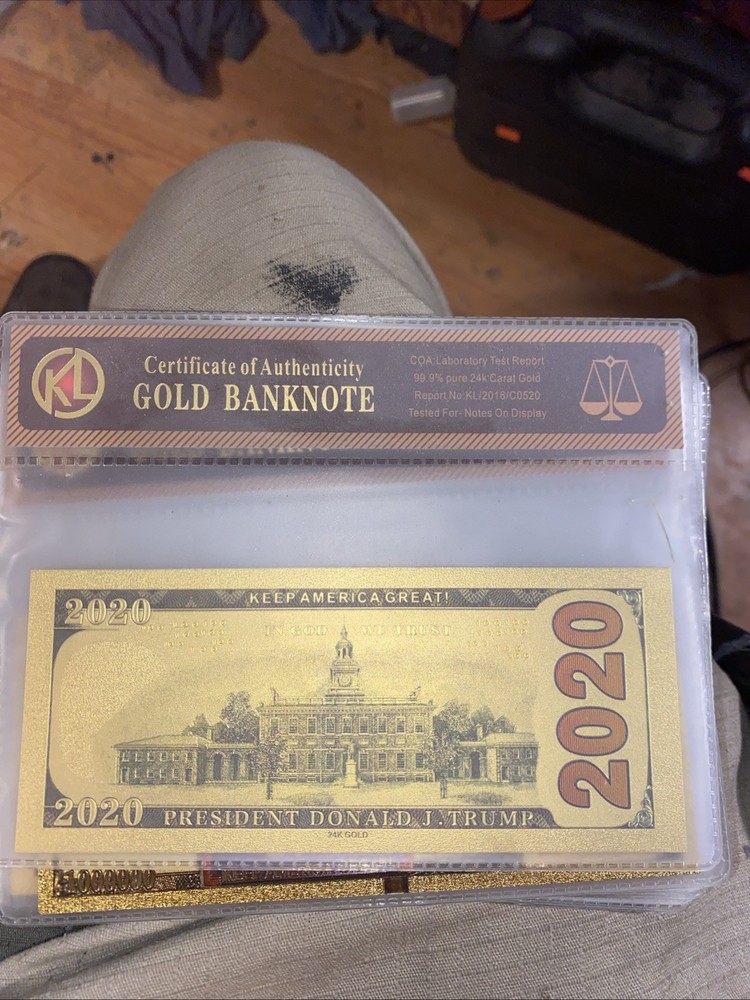 KL
Certificate of Authenticity
GOLD BANKNOTE
COA:Laboratory Test Report
99.9% pure 24k Carat Gold
Report No:KL/2016/C0520
Tested For- Notes On Display
KEEP AMERICA GREAT!
2020
IN GOD WE TRUST
2020
2020
PRESIDENT DONALD J. TRUMP
24K GOLD
1000000